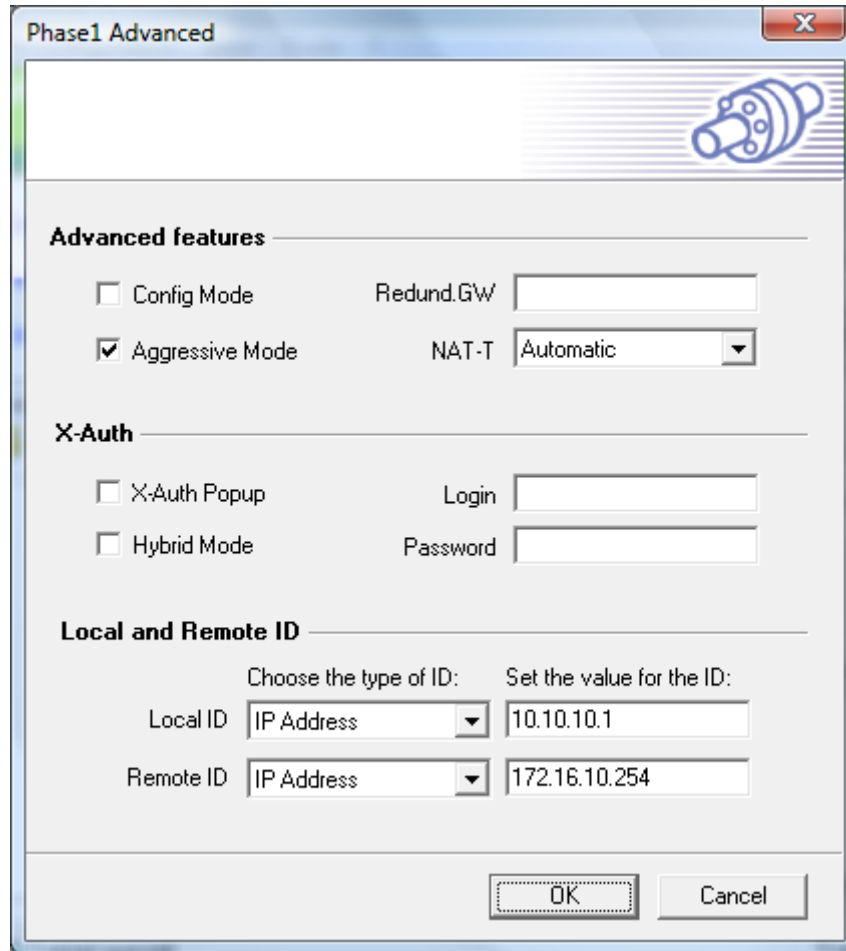 Phase1 Advanced
Advanced features
Config Mode Redund.GW
Aggressive Mode NAT-T Automatic
X-Auth
X-Auth Popup Login
Hybrid Mode Password
Local and Remote ID
Choose the type of ID: Set the value for the ID:
Local ID IP Address 10.10.10.1
Remote ID IP Address 172.16.10.254
OK Cancel